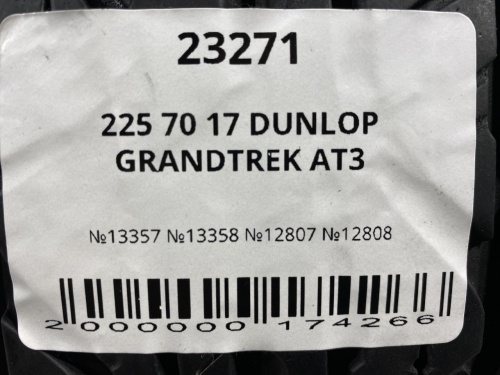 23271
225 70 17 DUNLOP
GRANDTREK AT3
№13357 №13358 №12807 №12808
2 000000 174266